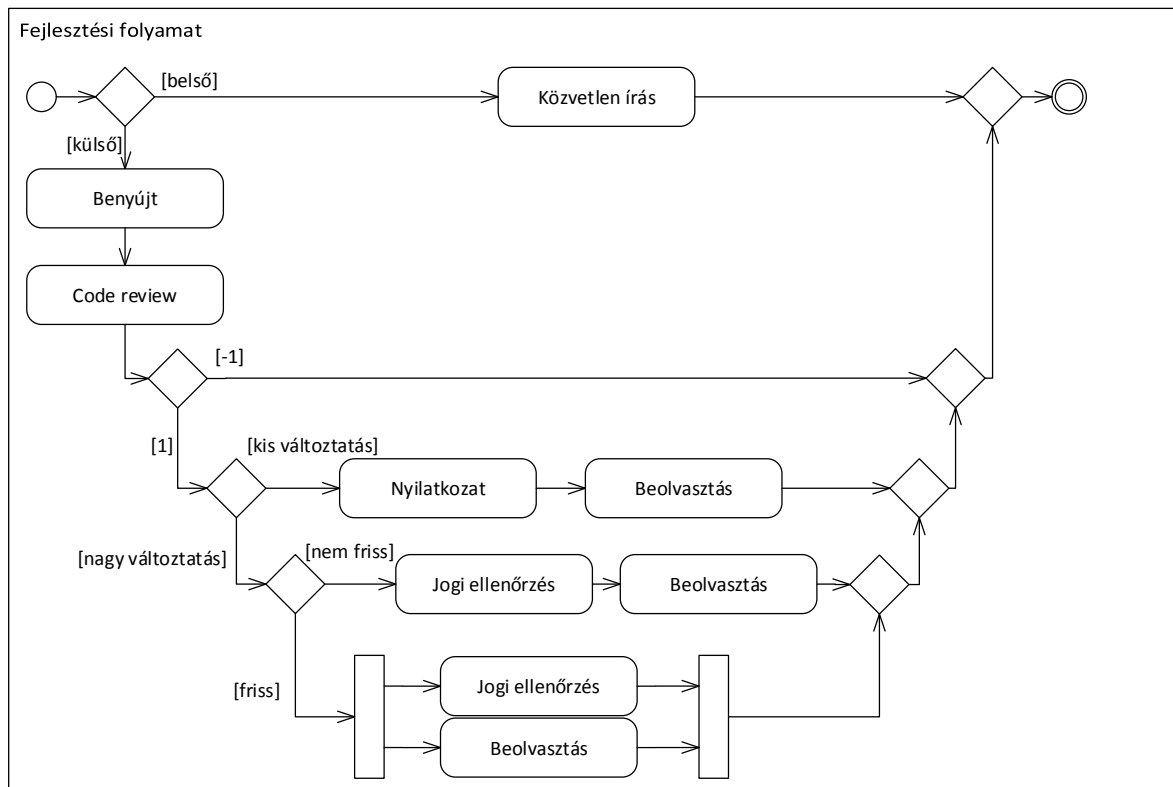 Fejlesztési folyamat
[belső]
Közvetlen írás
[külső]
Benyújt
Code review
[-1]
[1]
[kis változtatás]
Nyilatkozat
Beolvasztás
[nagy változtatás]
[nem friss]
Jogi ellenőrzés
Beolvasztás
[friss]
Jogi ellenőrzés
Beolvasztás